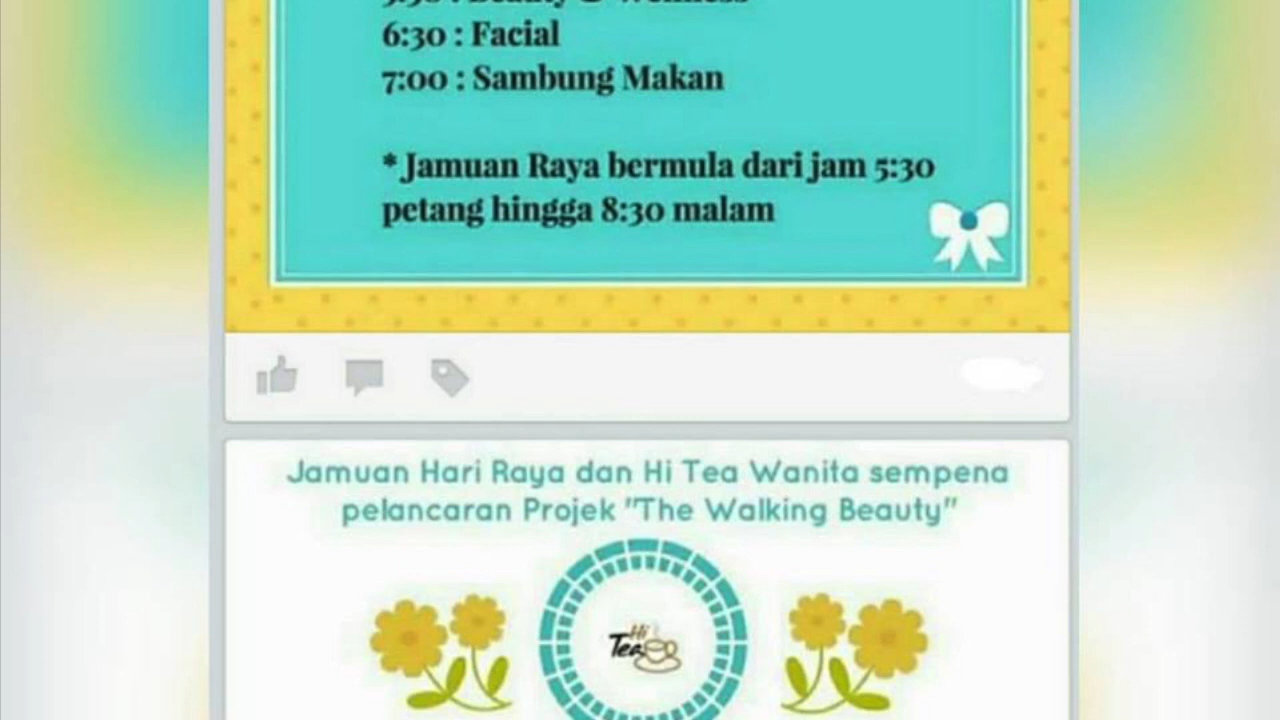 6:30 : Facial
7:00 : Sambung Makan
*Jamuan Raya bermula dari jam 5:30
petang hingga 8:30 malam
Jamuan Hari Raya dan Hi Tea Wanita sempena
pelancaran Projek "The Walking Beauty"
Hi
Tea